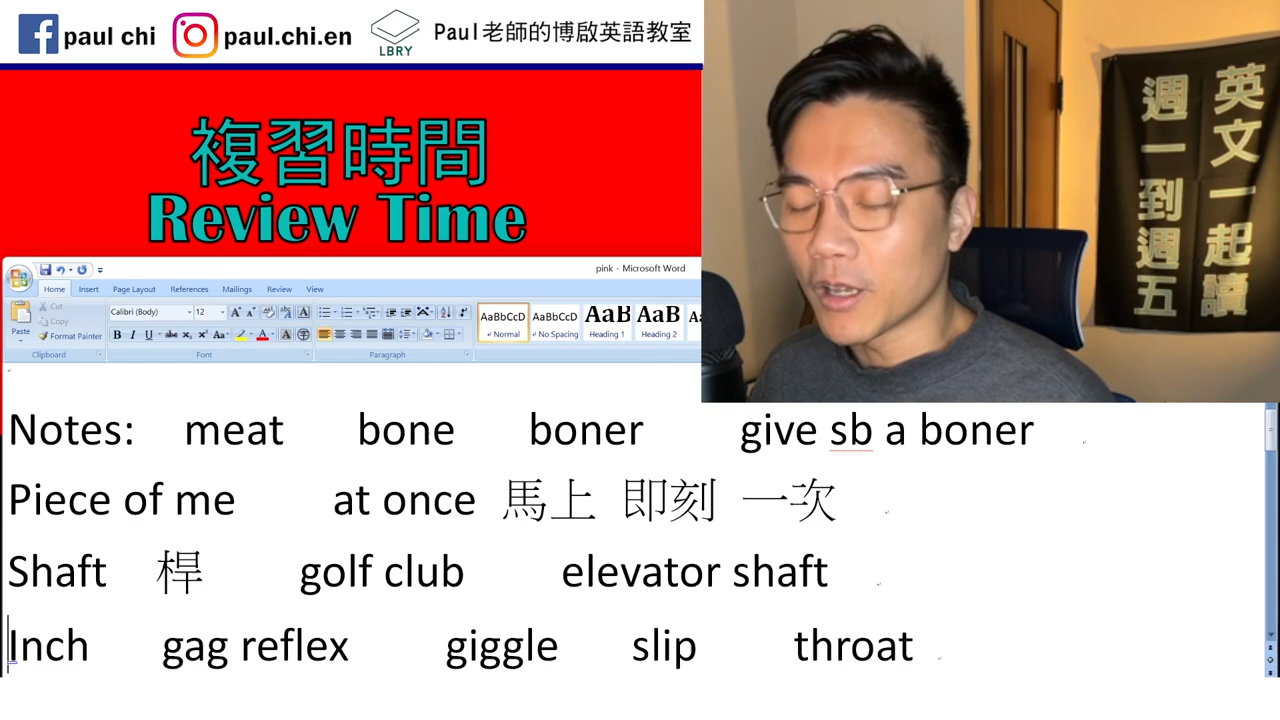 paul chi paul.chi.en LBRY Paul老師的博啟英語教室
複習時間
Review Time
pink - Microsoft Word
Home Insert Page Layout References Mailings Review View
Cut
Copy
Paste Format Painter
Calibri (Body) 12
AaBbCcD AaBbCcD AaB AaB
Normal No Spacing Heading 1 Heading 2
Clipboard Font Paragraph
英文一起讀
週一到週五
Notes: meat bone boner give sb a boner
Piece of me at once 馬上 即刻 一次
Shaft 桿 golf club elevator shaft
Inch gag reflex giggle slip throat